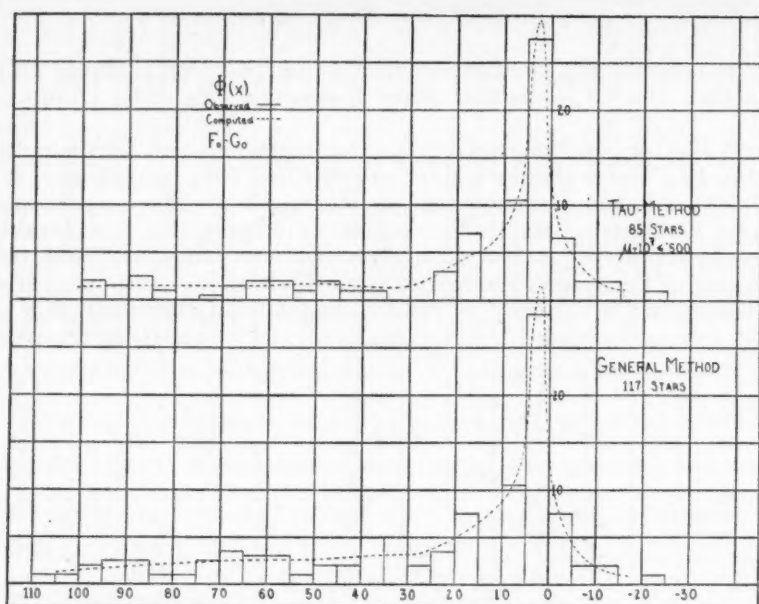 Φ(x)
Observed
Computed
F₀-G₀
20
10
TAU-METHOD
85 STARS
GENERAL METHOD
117 STARS
10
10
110 100 90 80 70 60 50 40 30 20 10 0 -10 -20 -30